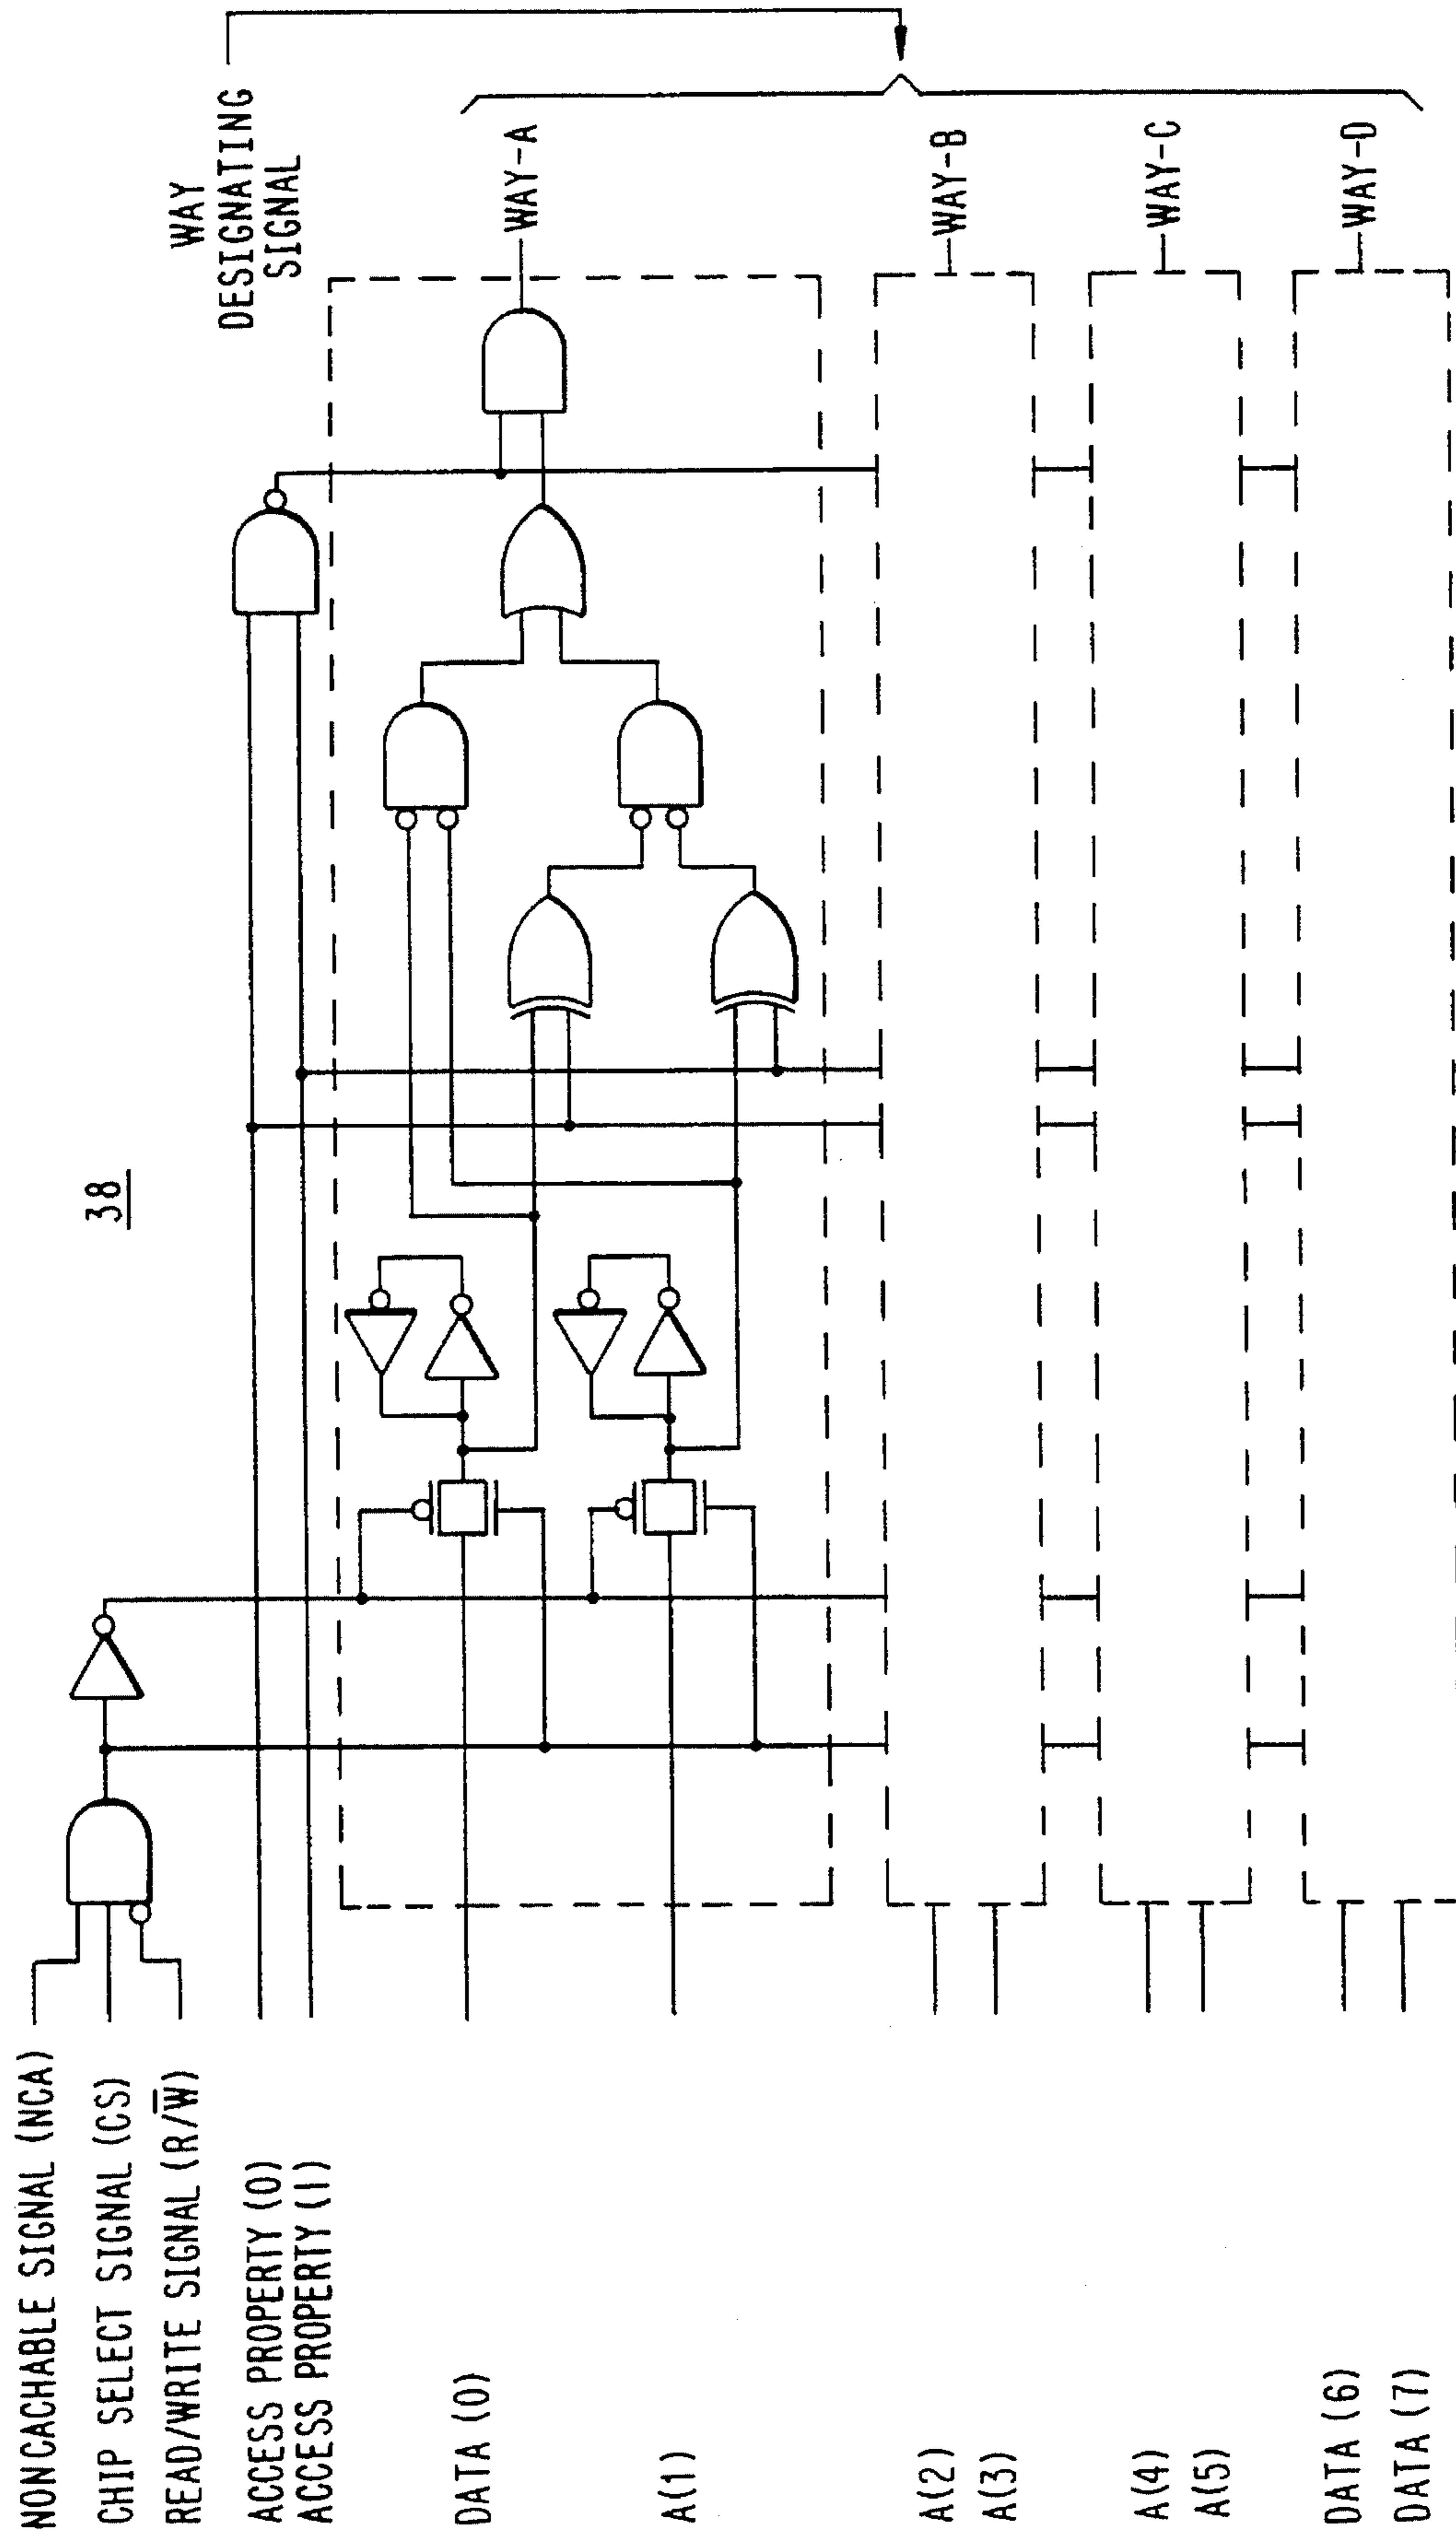 NONCACHABLE SIGNAL (NCA)
CHIP SELECT SIGNAL (CS)
READ/WRITE SIGNAL (R/W̅)
ACCESS PROPERTY (0)
ACCESS PROPERTY (1)
DATA (0)
A(1)
A(2)
A(3)
A(4)
A(5)
DATA (6)
DATA (7)
38
WAY
DESIGNATING
SIGNAL
WAY-A
WAY-B
WAY-C
WAY-D